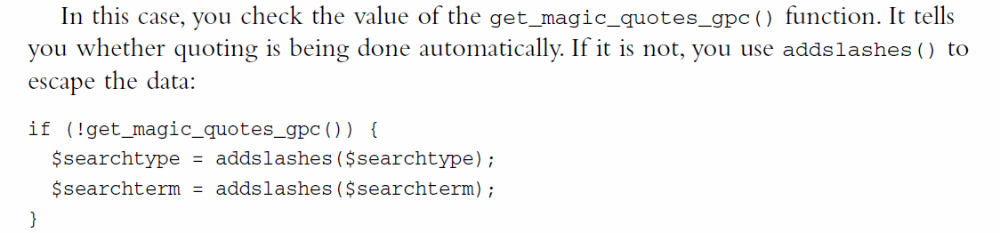 In this case, you check the value of the get_magic_quotes_gpc() function. It tells
you whether quoting is being done automatically. If it is not, you use addslashes() to
escape the data:
if (!get_magic_quotes_gpc()) {
  $searchtype = addslashes($searchtype);
  $searchterm = addslashes($searchterm);
}